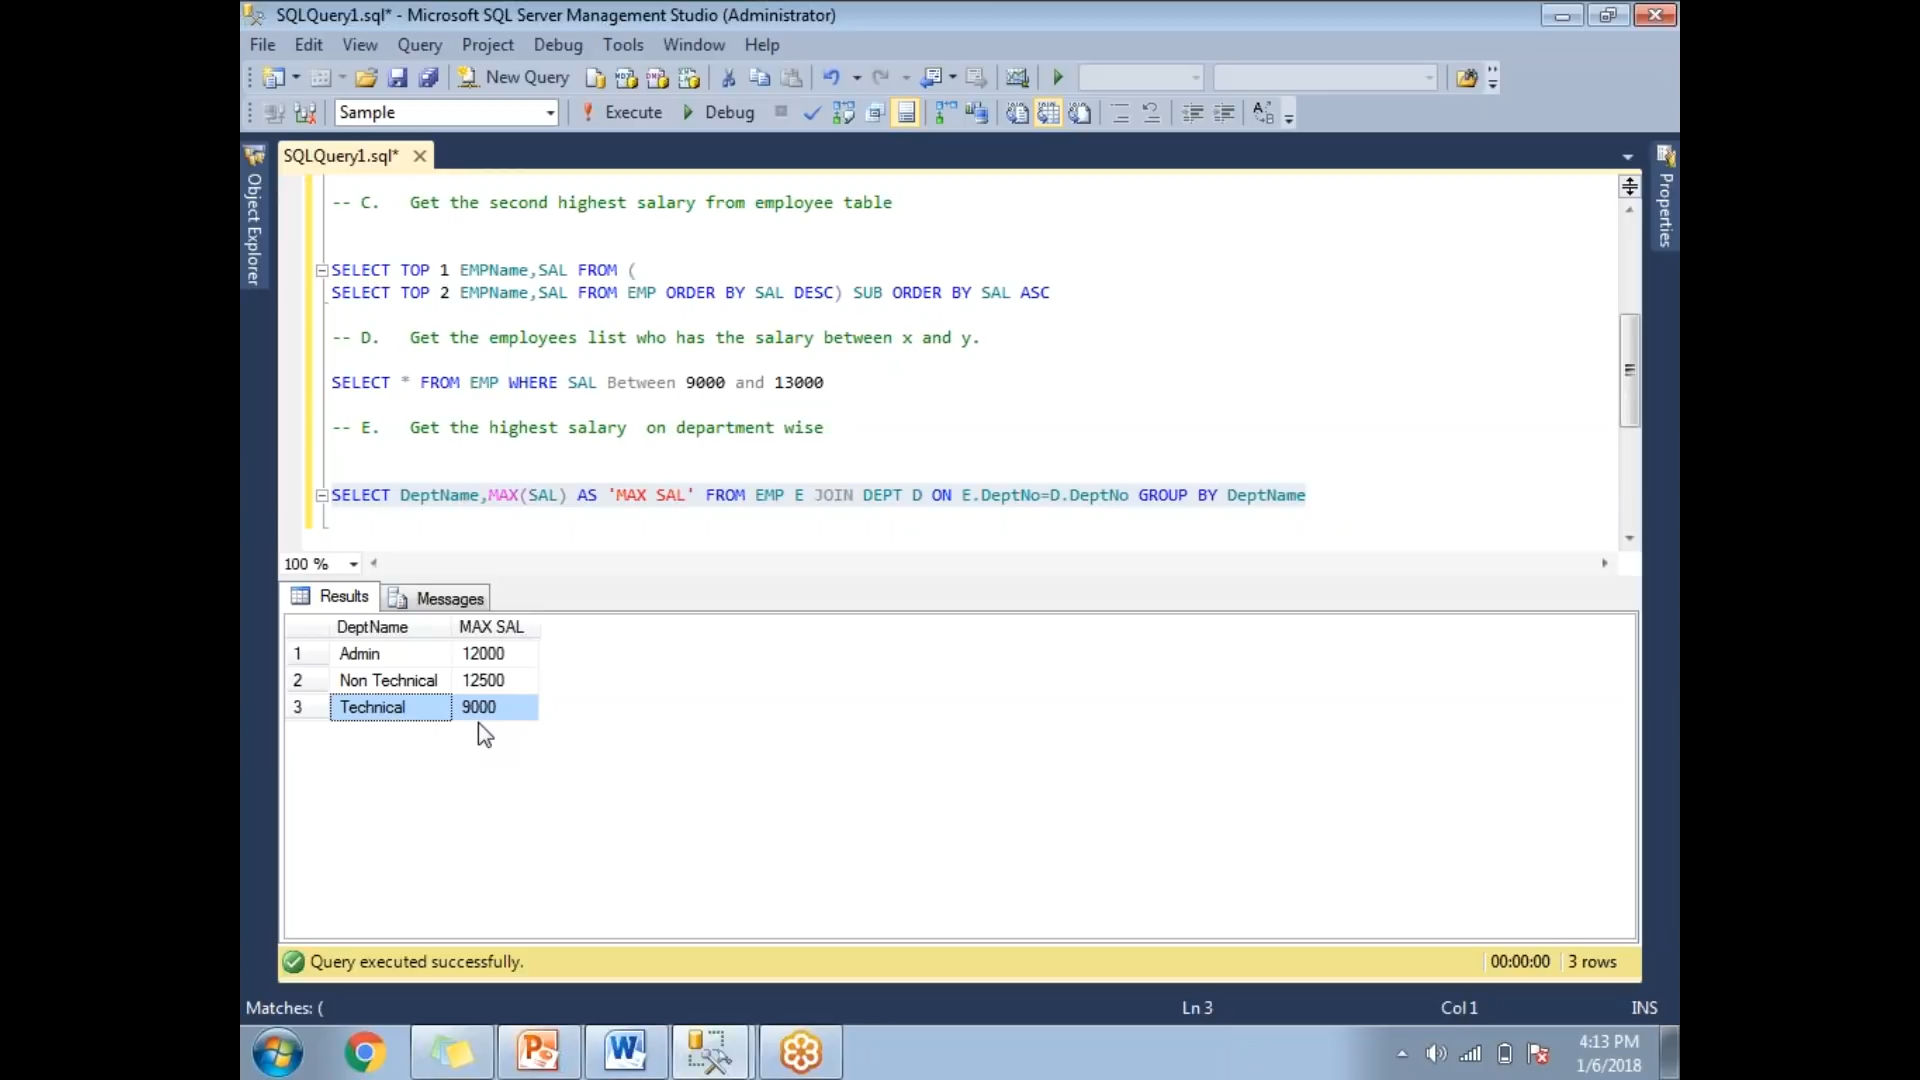 SQLQuery1.sql* - Microsoft SQL Server Management Studio (Administrator)
File Edit View Query Project Debug Tools Window Help
New Query
Sample Execute Debug
SQLQuery1.sql*
Object Explorer
Properties
-- C. Get the second highest salary from employee table
SELECT TOP 1 EMPName,SAL FROM (
SELECT TOP 2 EMPName,SAL FROM EMP ORDER BY SAL DESC) SUB ORDER BY SAL ASC
-- D. Get the employees list who has the salary between x and y.
SELECT * FROM EMP WHERE SAL Between 9000 and 13000
-- E. Get the highest salary on department wise
SELECT DeptName,MAX(SAL) AS 'MAX SAL' FROM EMP E JOIN DEPT D ON E.DeptNo=D.DeptNo GROUP BY DeptName
100 %
Results Messages
DeptName MAX SAL
1 Admin 12000
2 Non Technical 12500
3 Technical 9000
Query executed successfully. 00:00:00 3 rows
Matches: ( Ln 3 Col 1 INS
4:13 PM
1/6/2018